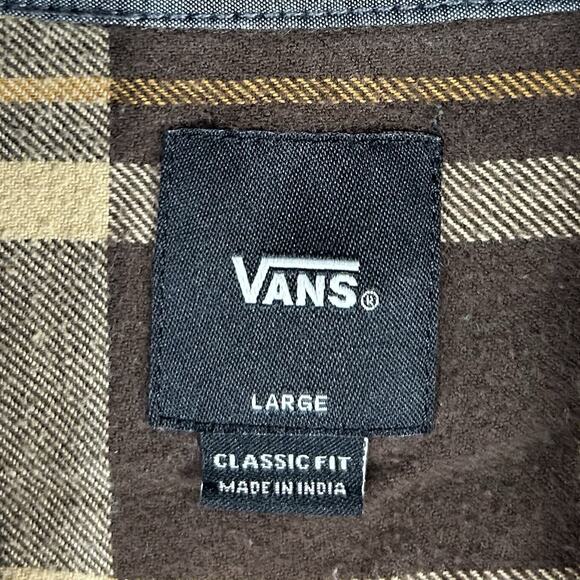 VANS®
LARGE
CLASSIC FIT
MADE IN INDIA